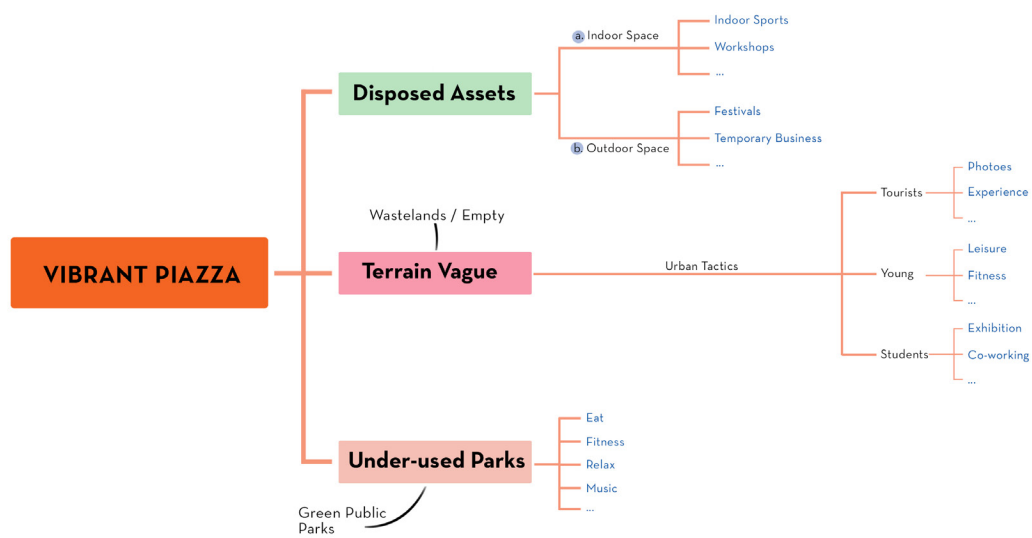 VIBRANT PIAZZA
Disposed Assets
a. Indoor Space
Indoor Sports
Workshops
...
b. Outdoor Space
Festivals
Temporary Business
...
Wastelands / Empty
Terrain Vague
Urban Tactics
Tourists
Photoes
Experience
...
Young
Leisure
Fitness
...
Students
Exhibition
Co-working
...
Under-used Parks
Green Public
Parks
Eat
Fitness
Relax
Music
...